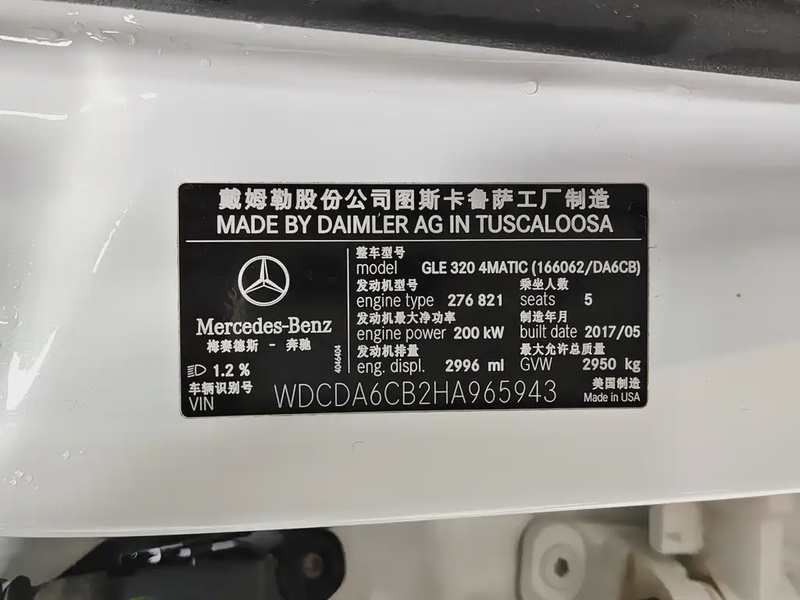 戴姆勒股份公司图斯卡鲁萨工厂制造
MADE BY DAIMLER AG IN TUSCALOOSA
整车型号
model GLE 320 4MATIC (166062/DA6CB)
发动机型号 乘坐人数
engine type 276 821 seats 5
发动机最大净功率 制造年月
engine power 200 kW built date 2017/05
发动机排量 最大允许总质量
eng. displ. 2996 ml GVW 2950 kg
Mercedes-Benz
梅赛德斯 - 奔驰
4046404
1.2 %
车辆识别号
VIN WDCDA6CB2HA965943
美国制造
Made in USA